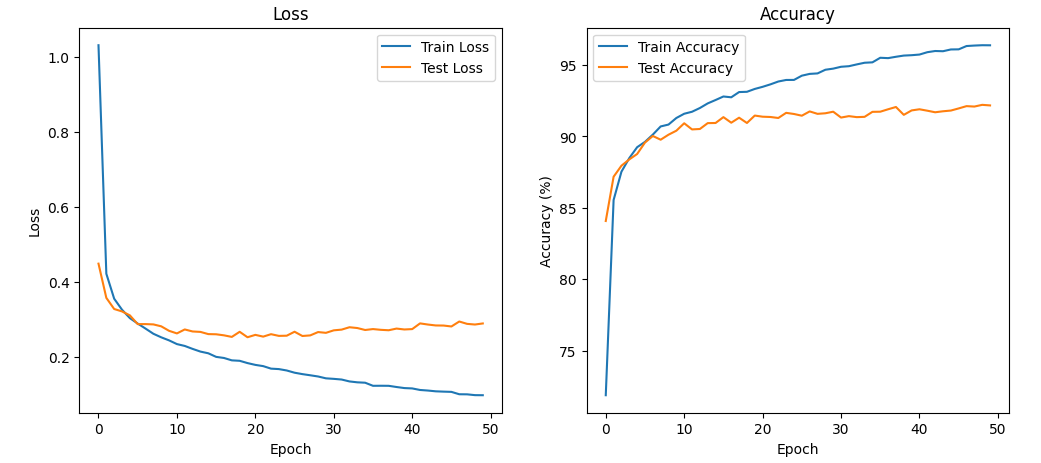 Loss
Train Loss
Test Loss
1.0
0.8
0.6
0.4
0.2
Loss
0
10
20
30
40
50
Epoch
Accuracy
Train Accuracy
Test Accuracy
95
90
85
80
75
Accuracy (%)
0
10
20
30
40
50
Epoch